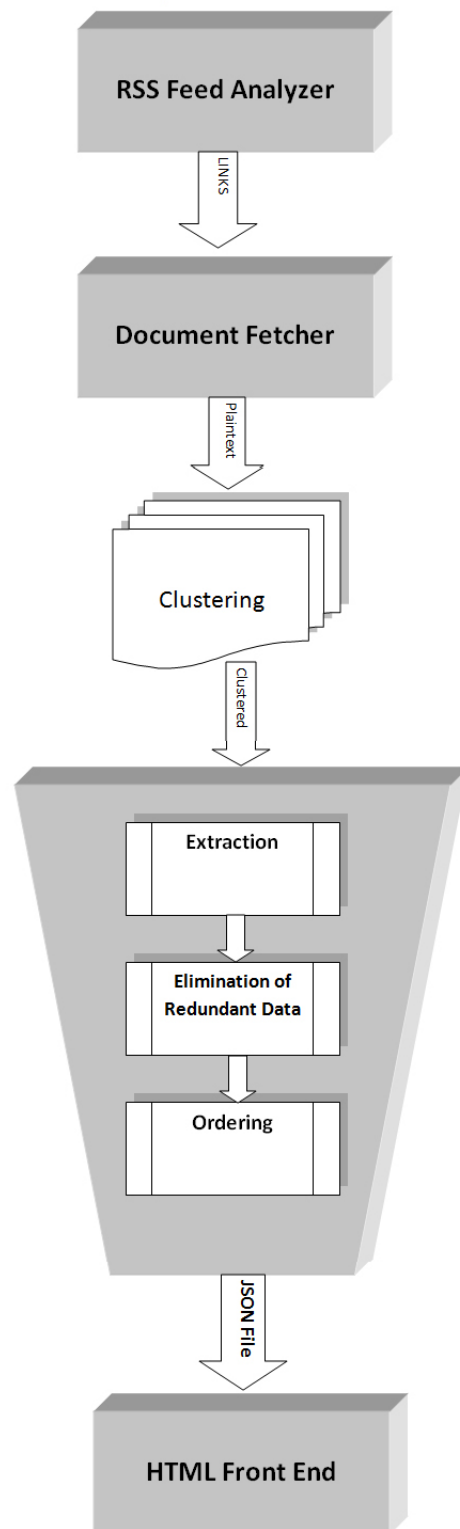 RSS Feed Analyzer
LINKS
Document Fetcher
Plaintext
Clustering
Clustered
Extraction
Elimination of
Redundant Data
Ordering
JSON File
HTML Front End